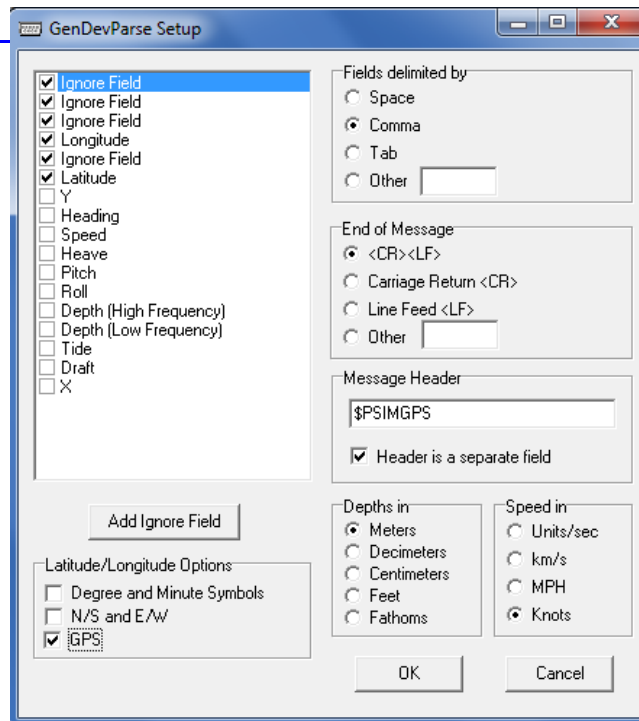 GenDevParse Setup
Ignore Field
Ignore Field
Ignore Field
Longitude
Ignore Field
Latitude
Y
Heading
Speed
Heave
Pitch
Roll
Depth (High Frequency)
Depth (Low Frequency)
Tide
Draft
X
Add Ignore Field
Latitude/Longitude Options
Degree and Minute Symbols
N/S and E/W
GPS
Fields delimited by
Space
Comma
Tab
Other
End of Message
<CR><LF>
Carriage Return <CR>
Line Feed <LF>
Other
Message Header
$PSIMGPS
Header is a separate field
Depths in
Meters
Decimeters
Centimeters
Feet
Fathoms
Speed in
Units/sec
km/s
MPH
Knots
OK
Cancel